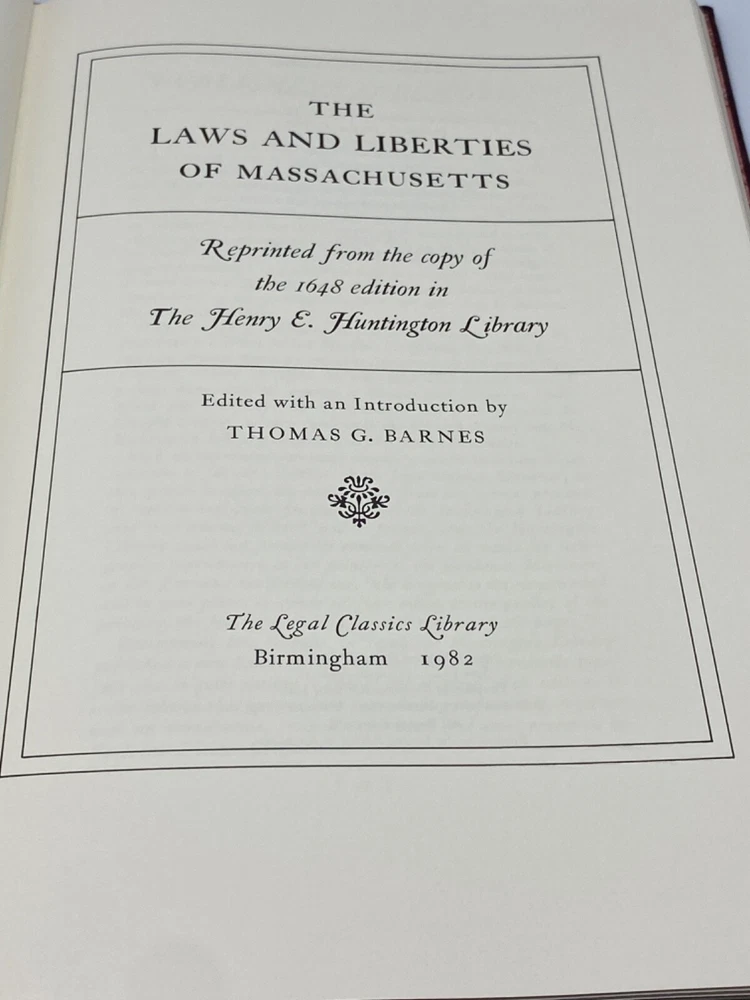 THE
LAWS AND LIBERTIES
OF MASSACHUSETTS
Reprinted from the copy of
the 1648 edition in
The Henry E. Huntington Library
Edited with an Introduction by
THOMAS G. BARNES
The Legal Classics Library
Birmingham 1982